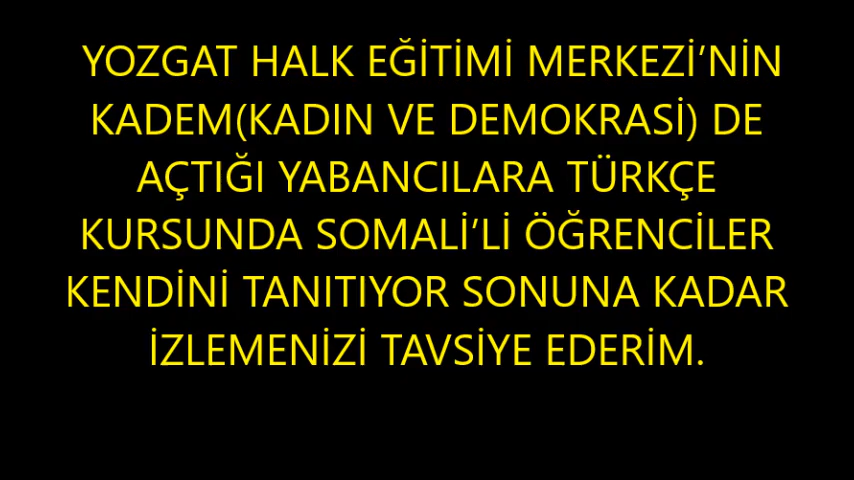 YOZGAT HALK EĞİTİMİ MERKEZİ’NİN
KADEM(KADIN VE DEMOKRASİ) DE
AÇTIĞI YABANCILARA TÜRKÇE
KURSUNDA SOMALİ’Lİ ÖĞRENCİLER
KENDİNİ TANITIYOR SONUNA KADAR
İZLEMENİZİ TAVSİYE EDERİM.